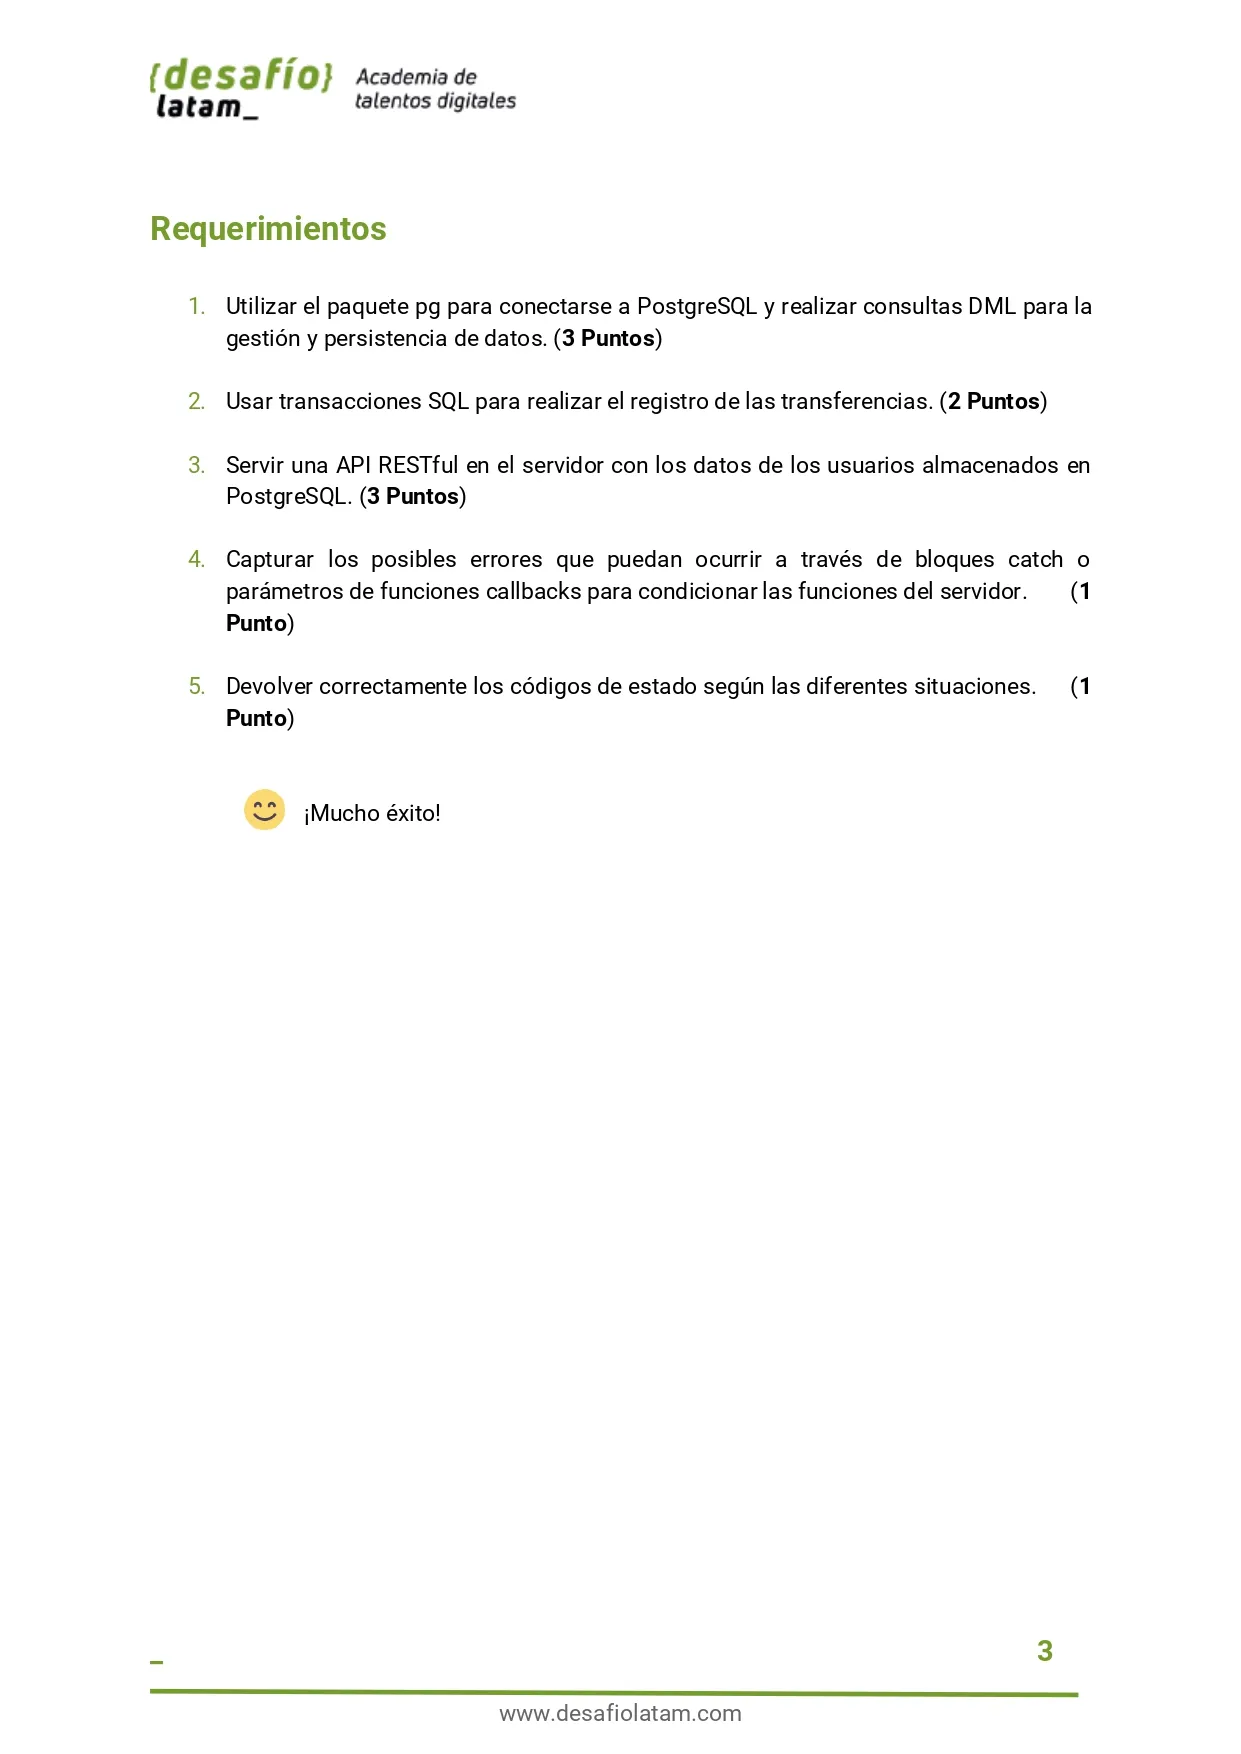 {desafío}
latam_
Academia de
talentos digitales
Requerimientos
1. Utilizar el paquete pg para conectarse a PostgreSQL y realizar consultas DML para la
gestión y persistencia de datos. (3 Puntos)
2. Usar transacciones SQL para realizar el registro de las transferencias. (2 Puntos)
3. Servir una API RESTful en el servidor con los datos de los usuarios almacenados en
PostgreSQL. (3 Puntos)
4. Capturar los posibles errores que puedan ocurrir a través de bloques catch o
parámetros de funciones callbacks para condicionar las funciones del servidor. (1
Punto)
5. Devolver correctamente los códigos de estado según las diferentes situaciones. (1
Punto)
¡Mucho éxito!
_ 3
www.desafiolatam.com